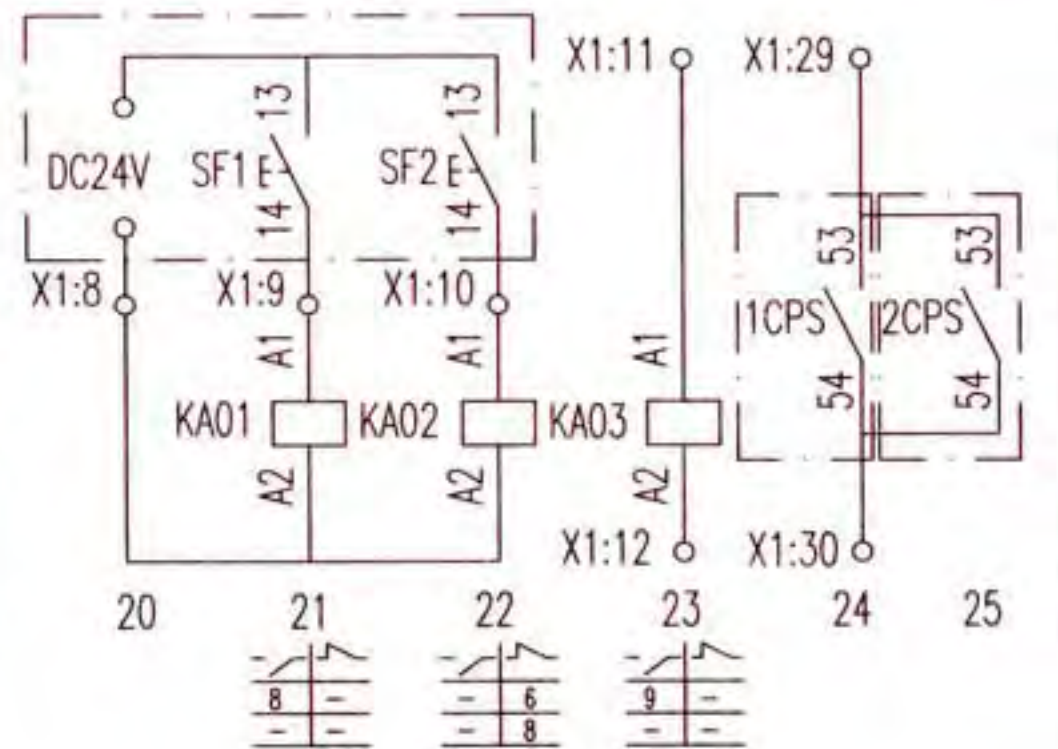 X1:11 X1:29
13 13
DC24V SF1 SF2
14 14
53 53
X1:8 X1:9 X1:10
1CPS 2CPS
A1 A1 A1
54 54
KA01 KA02 KA03
A2 A2 A2
X1:12 X1:30
20 21 22 23 24 25
8 - - 6 9 -
- - - 8 - -